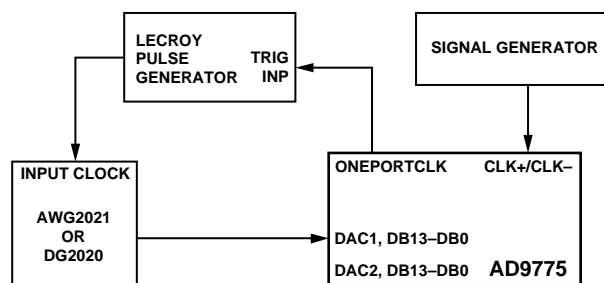 LECROY
PULSE
GENERATOR
TRIG
INP
SIGNAL GENERATOR
INPUT CLOCK
AWG2021
OR
DG2020
ONEPORTCLK CLK+/CLK–
DAC1, DB13–DB0
DAC2, DB13–DB0 AD9775